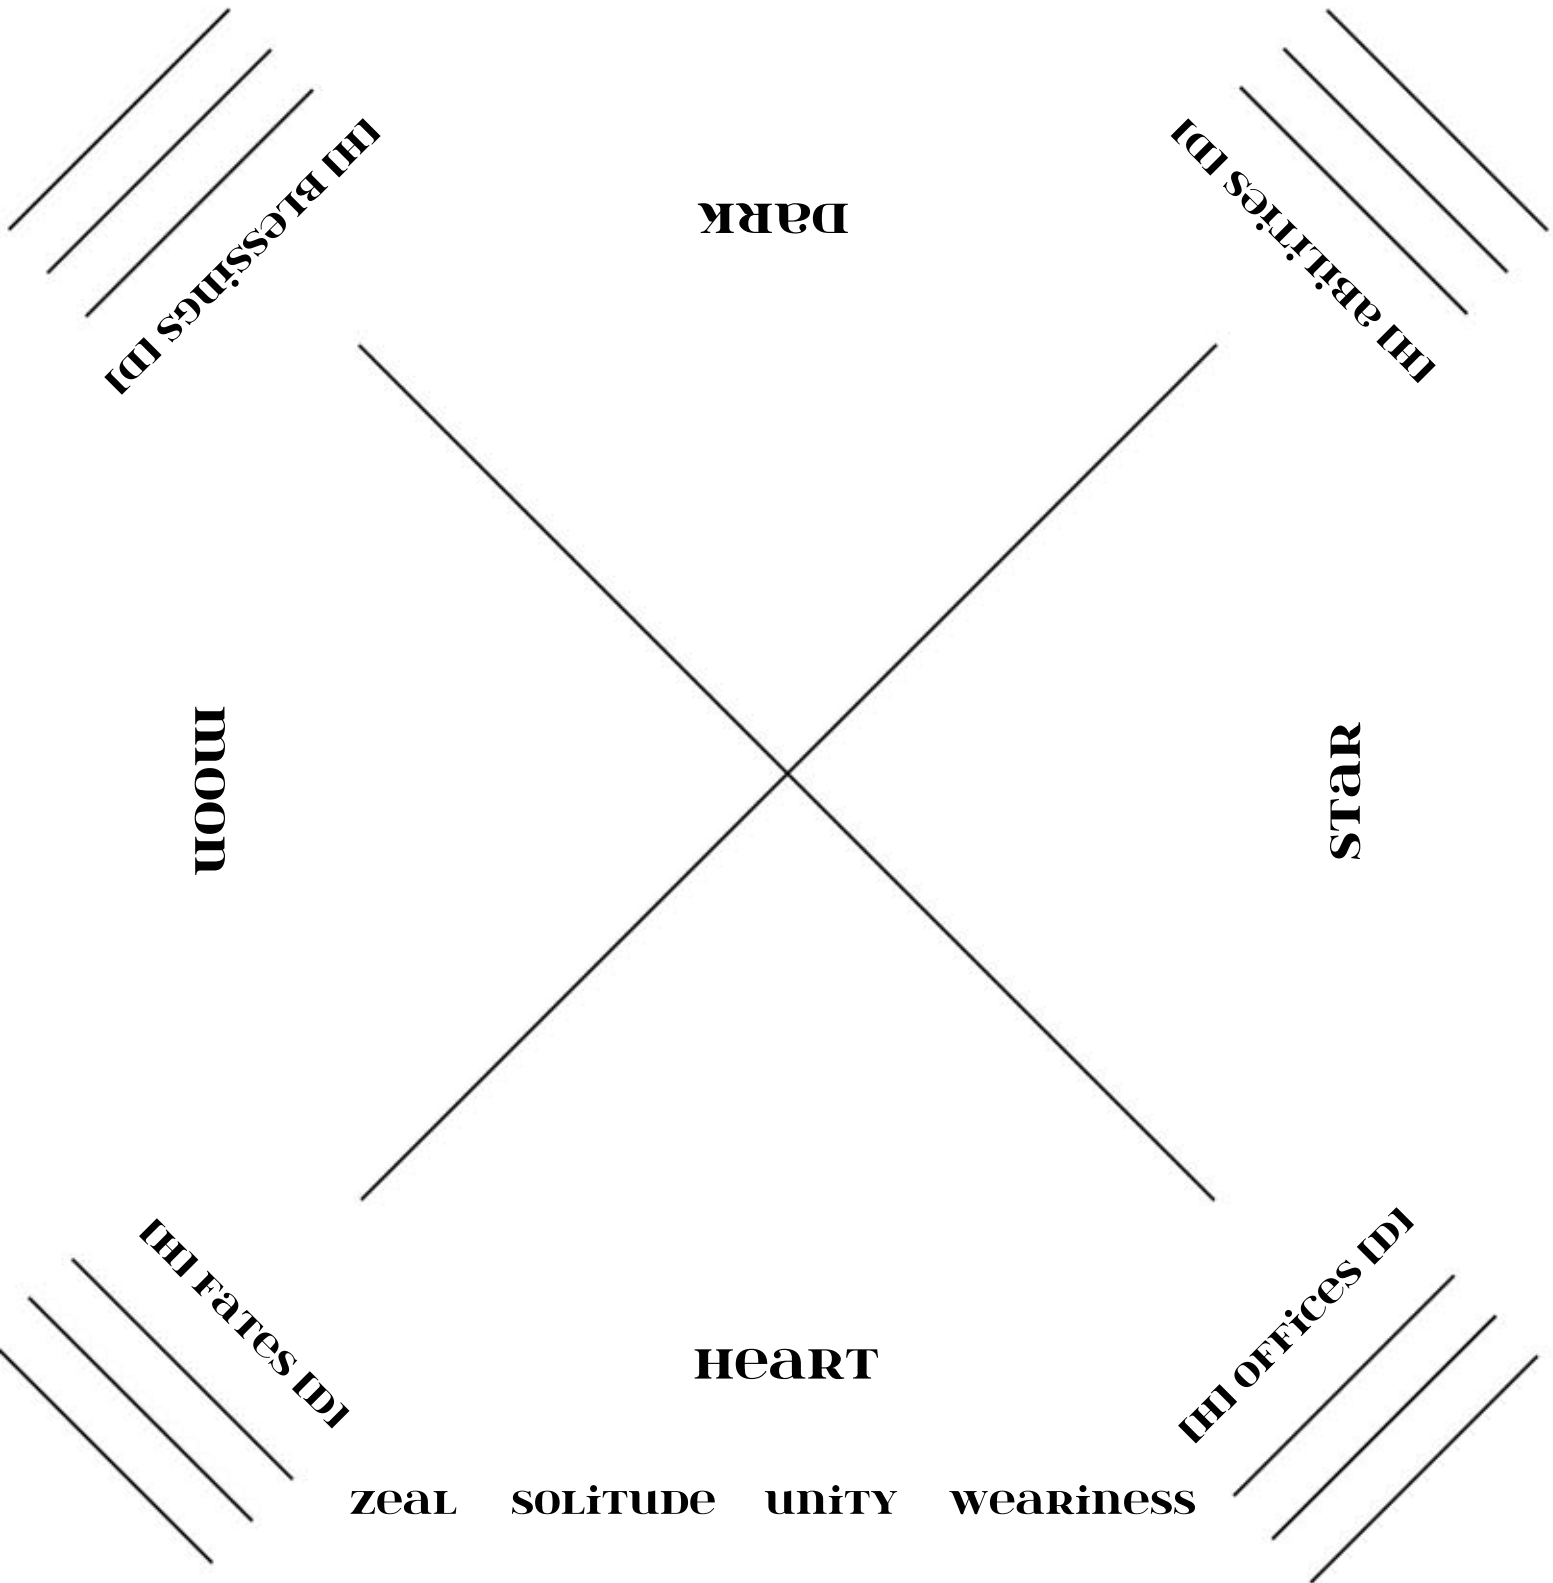 [H] Blessings [D]
[H] aBiLiTies [D]
DaRK
moon
sTaR
[H] FaTes [D]
[H] oFFices [D]
HeaRT
zeaL soLiTuDe uniTY weaRiness